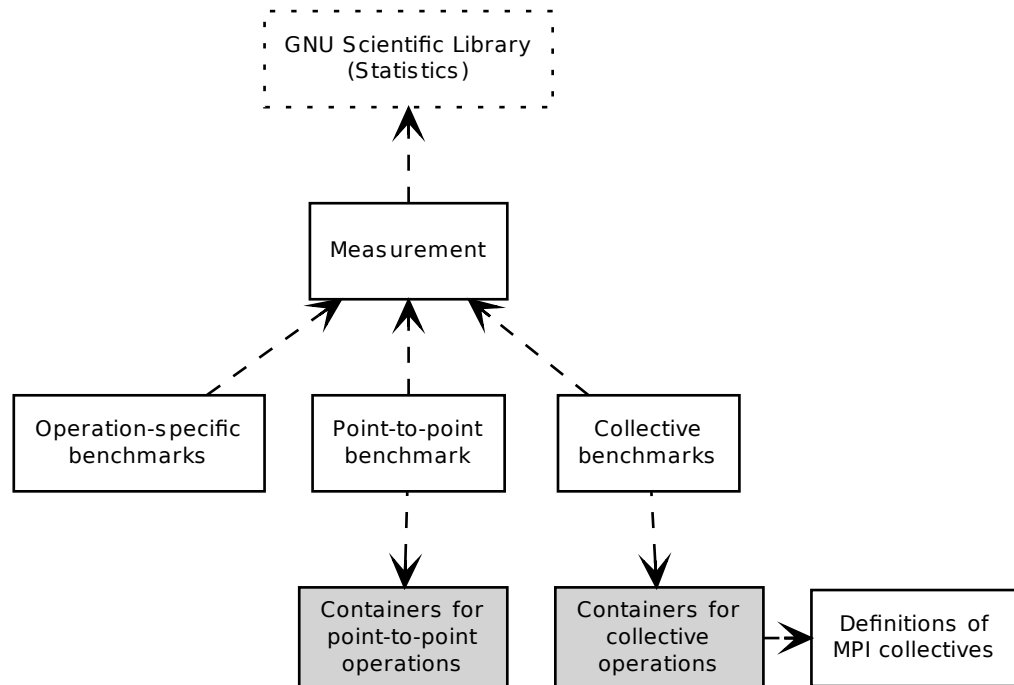 GNU Scientific Library
(Statistics)
Measurement
Operation-specific
benchmarks
Point-to-point
benchmark
Collective
benchmarks
Containers for
point-to-point
operations
Containers for
collective
operations
Definitions of
MPI collectives